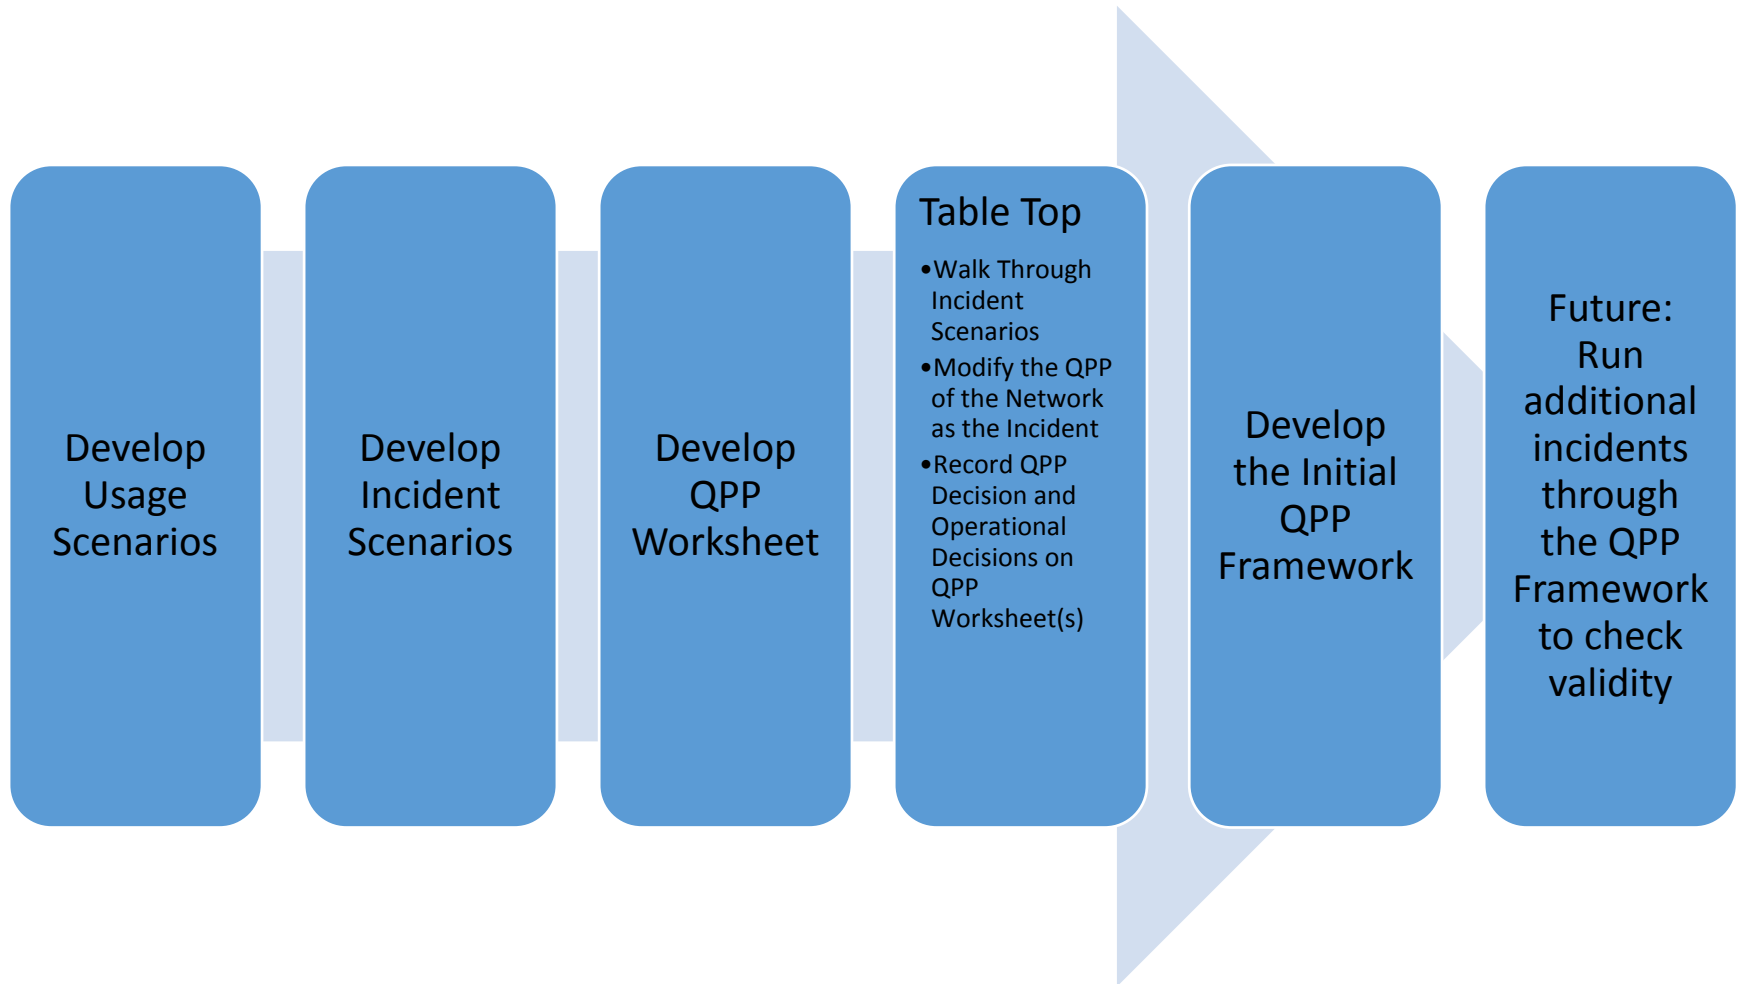 Develop
Usage
Scenarios
Develop
Incident
Scenarios
Develop
QPP
Worksheet
Table Top
•Walk Through
Incident
Scenarios
•Modify the QPP
of the Network
as the Incident
•Record QPP
Decision and
Operational
Decisions on
QPP
Worksheet(s)
Develop
the Initial
QPP
Framework
Future:
Run
additional
incidents
through
the QPP
Framework
to check
validity